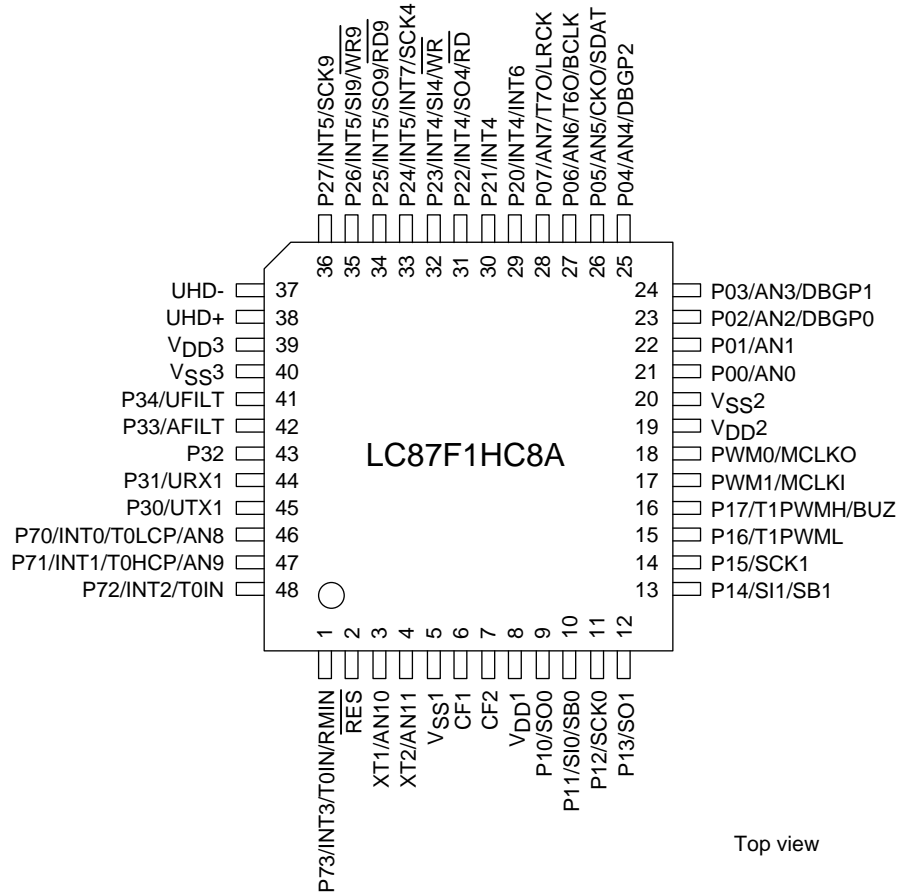 P27/INT5/SCK9
P26/INT5/SI9/WR9
P25/INT5/SO9/RD9
P24/INT5/INT7/SCK4
P23/INT4/SI4/WR
P22/INT4/SO4/RD
P21/INT4
P20/INT4/INT6
P07/AN7/T7O/LRCK
P06/AN6/T6O/BCLK
P05/AN5/CKO/SDAT
P04/AN4/DBGP2
36 35 34 33 32 31 30 29 28 27 26 25
UHD- 37
UHD+ 38
VDD3 39
VSS3 40
P34/UFILT 41
P33/AFILT 42
P32 43
P31/URX1 44
P30/UTX1 45
P70/INT0/T0LCP/AN8 46
P71/INT1/T0HCP/AN9 47
P72/INT2/T0IN 48
LC87F1HC8A
24 P03/AN3/DBGP1
23 P02/AN2/DBGP0
22 P01/AN1
21 P00/AN0
20 VSS2
19 VDD2
18 PWM0/MCLKO
17 PWM1/MCLKI
16 P17/T1PWMH/BUZ
15 P16/T1PWML
14 P15/SCK1
13 P14/SI1/SB1
1 2 3 4 5 6 7 8 9 10 11 12
P73/INT3/T0IN/RMIN
RES
XT1/AN10
XT2/AN11
VSS1
CF1
CF2
VDD1
P10/SO0
P11/SI0/SB0
P12/SCK0
P13/SO1
Top view